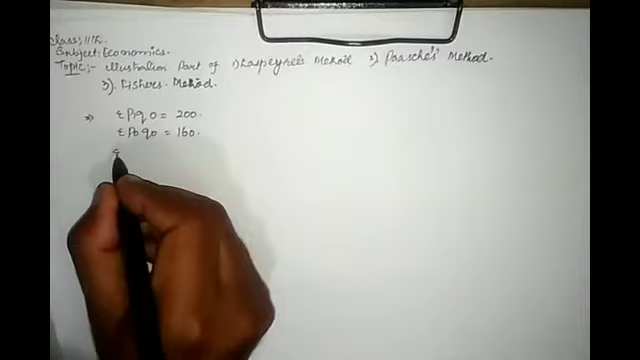 Class; 11th.
Subject: Economics.
Topic;- illustration Part of 1) Laspeyre's Method 2) Paasche's Method.
3). Fishers Method.
⇒ ΣP1q0 = 200.
ΣP0q0 = 160.
Σ